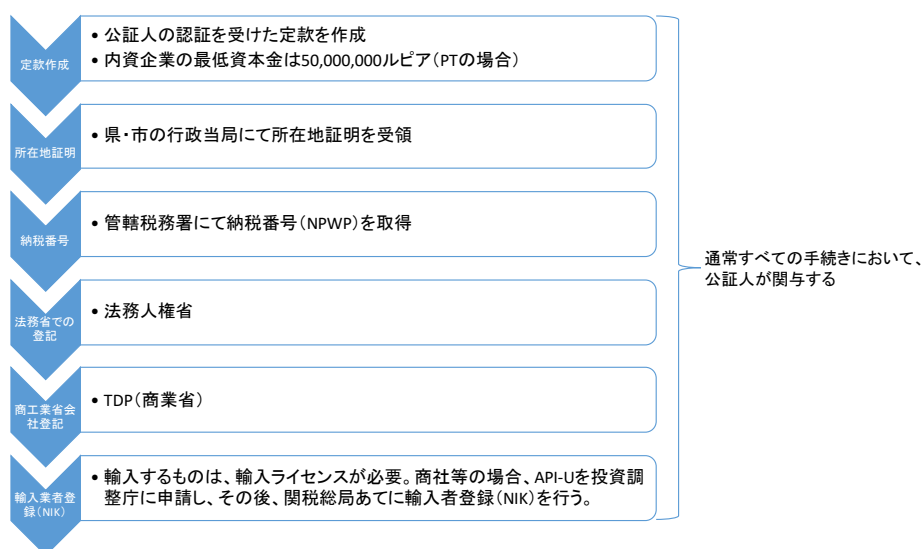 定款作成
• 公証人の認証を受けた定款を作成
• 内資企業の最低資本金は50,000,000ルピア(PTの場合)
所在地証明
• 県・市の行政当局にて所在地証明を受領
納税番号
• 管轄税務署にて納税番号(NPWP)を取得
法務省での
登記
• 法務人権省
商工業省会
社登記
• TDP(商業省)
輸入業者登
録(NIK)
• 輸入するものは、輸入ライセンスが必要。商社等の場合、API-Uを投資調
整庁に申請し、その後、関税総局あてに輸入者登録(NIK)を行う。
通常すべての手続きにおいて、
公証人が関与する